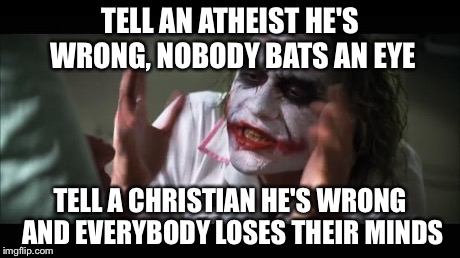 TELL AN ATHEIST HE'S
WRONG, NOBODY BATS AN EYE
TELL A CHRISTIAN HE'S WRONG
AND EVERYBODY LOSES THEIR MINDS
imgflip.com